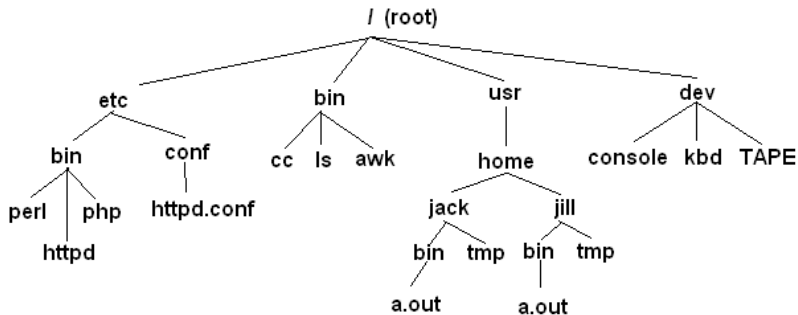 / (root)
etc bin usr dev
bin conf cc ls awk home console kbd TAPE
perl php httpd.conf jack jill
httpd bin tmp bin tmp
a.out a.out